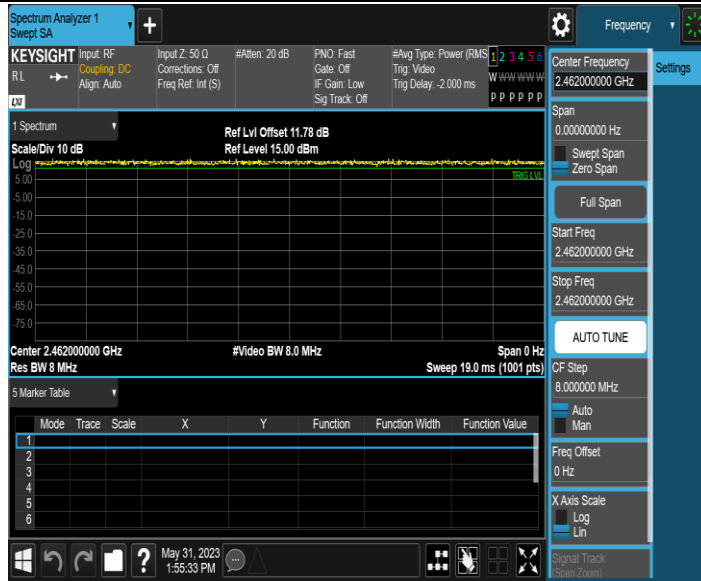 Spectrum Analyzer 1
Swept SA
+
Frequency
KEYSIGHT
RL
LXI
Input: RF
Coupling: DC
Align: Auto
Input Z: 50 Ω
Corrections: Off
Freq Ref: Int (S)
#Atten: 20 dB
PNO: Fast
Gate: Off
IF Gain: Low
Sig Track: Off
#Avg Type: Power (RMS
Trig: Video
Trig Delay: -2.000 ms
1 2 3 4 5 6
W W W W W W
P P P P P P
1 Spectrum
Scale/Div 10 dB
Ref Lvl Offset 11.78 dB
Ref Level 15.00 dBm
Log
TRIG LVL
5.00
-5.00
-15.0
-25.0
-35.0
-45.0
-55.0
-65.0
-75.0
Center 2.462000000 GHz
#Video BW 8.0 MHz
Span 0 Hz
Res BW 8 MHz
Sweep 19.0 ms (1001 pts)
5 Marker Table
Mode Trace Scale X Y Function Function Width Function Value
1
2
3
4
5
6
?
May 31, 2023
1:55:33 PM
Center Frequency
2.462000000 GHz
Span
0.00000000 Hz
Swept Span
Zero Span
Full Span
Start Freq
2.462000000 GHz
Stop Freq
2.462000000 GHz
AUTO TUNE
CF Step
8.000000 MHz
Auto
Man
Freq Offset
0 Hz
X Axis Scale
Log
Lin
Signal Track
(Span Zoom)
Settings